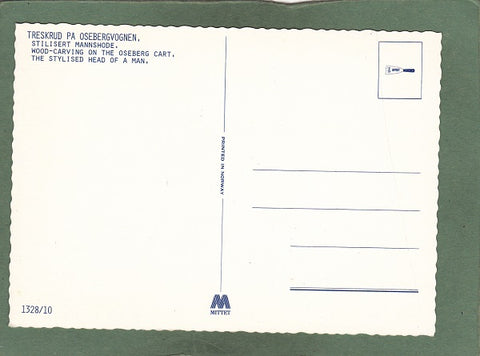 TRESKRUD PA OSEBERGVOGNEN.
STILISERT MANNSHODE.
WOOD-CARVING ON THE OSEBERG CART.
THE STYLISED HEAD OF A MAN.
PRINTED IN NORWAY
MITTET
1328/10